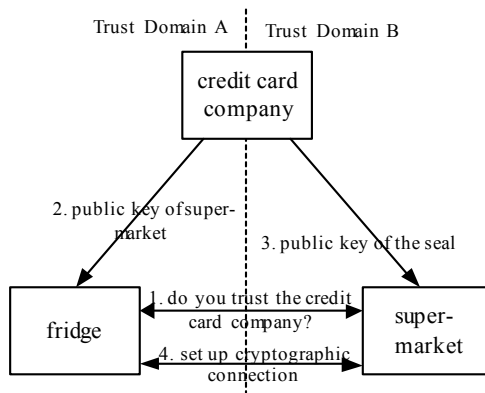 Trust Domain A
Trust Domain B
credit card
company
2. public key of super-
market
3. public key of the seal
1. do you trust the credit
card company?
fridge
super-
market
4. set up cryptographic
connection